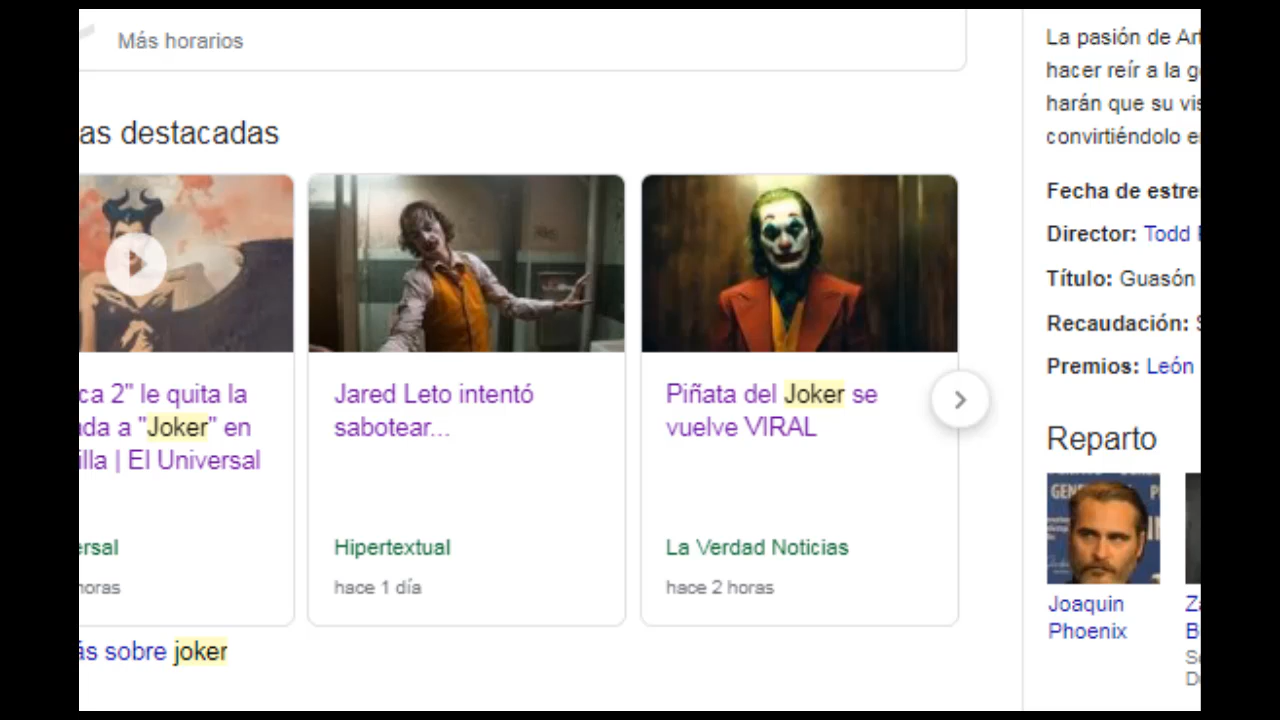 Más horarios
as destacadas
ca 2" le quita la
ada a "Joker" en
illa | El Universal
ersal
horas
Jared Leto intentó
sabotear...
Hipertextual
hace 1 día
Piñata del Joker se
vuelve VIRAL
La Verdad Noticias
hace 2 horas
ás sobre joker
La pasión de Art
hacer reír a la g
harán que su vis
convirtiéndolo e
Fecha de estre
Director: Todd
Título: Guasón
Recaudación: $
Premios: León
Reparto
Joaquin
Phoenix